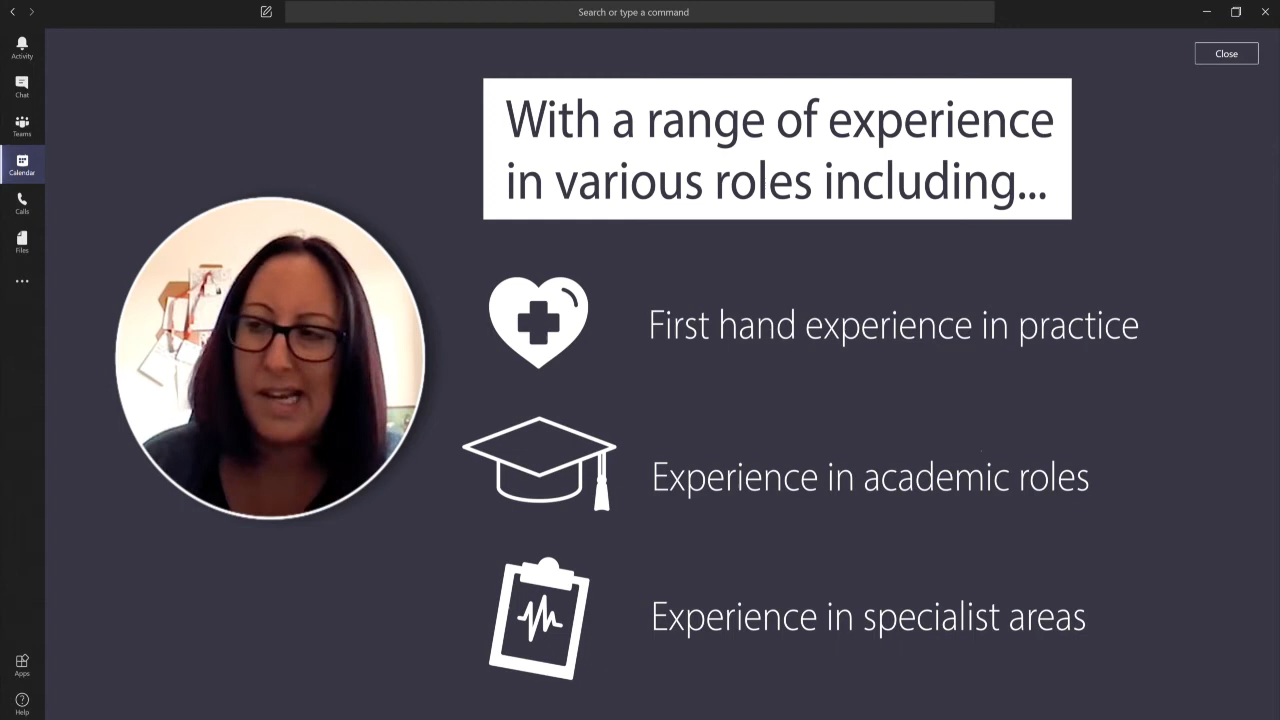 Search or type a command
Activity
Chat
Teams
Calendar
Calls
Files
Apps
Help
Close
With a range of experience
in various roles including...
First hand experience in practice
Experience in academic roles
Experience in specialist areas